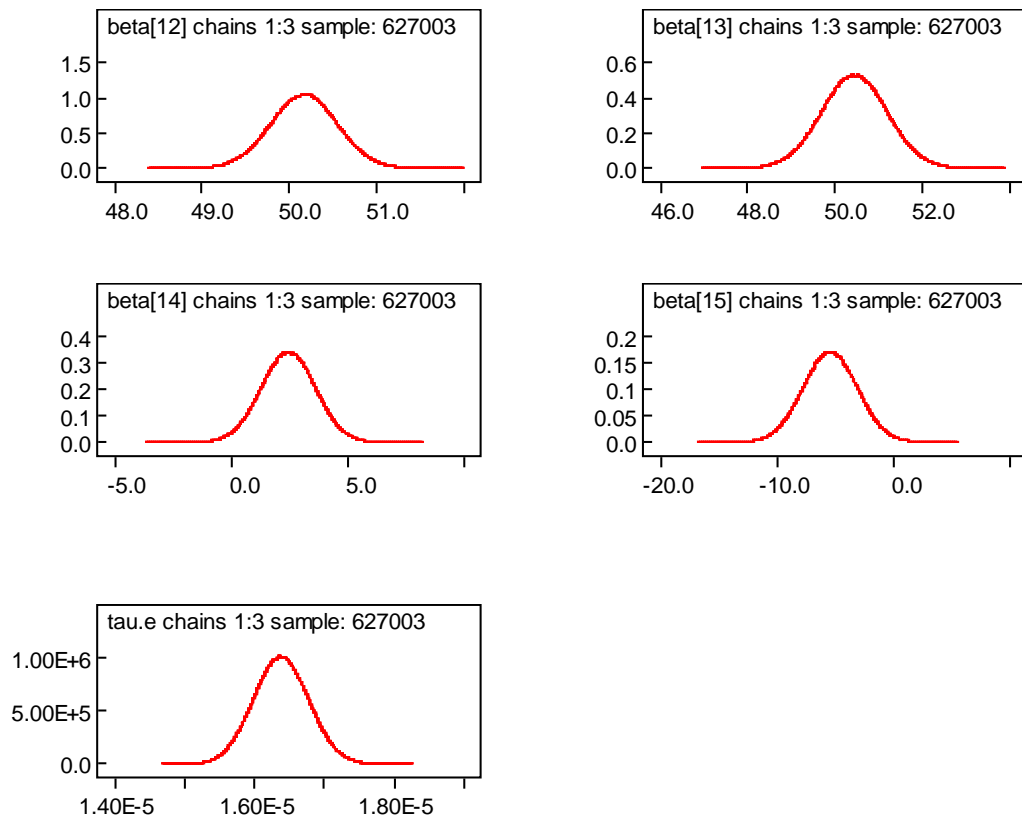 beta[12] chains 1:3 sample: 627003
1.5
1.0
0.5
0.0
48.0 49.0 50.0 51.0
beta[13] chains 1:3 sample: 627003
0.6
0.4
0.2
0.0
46.0 48.0 50.0 52.0
beta[14] chains 1:3 sample: 627003
0.4
0.3
0.2
0.1
0.0
-5.0 0.0 5.0
beta[15] chains 1:3 sample: 627003
0.2
0.15
0.1
0.05
0.0
-20.0 -10.0 0.0
tau.e chains 1:3 sample: 627003
1.00E+6
5.00E+5
0.0
1.40E-5 1.60E-5 1.80E-5